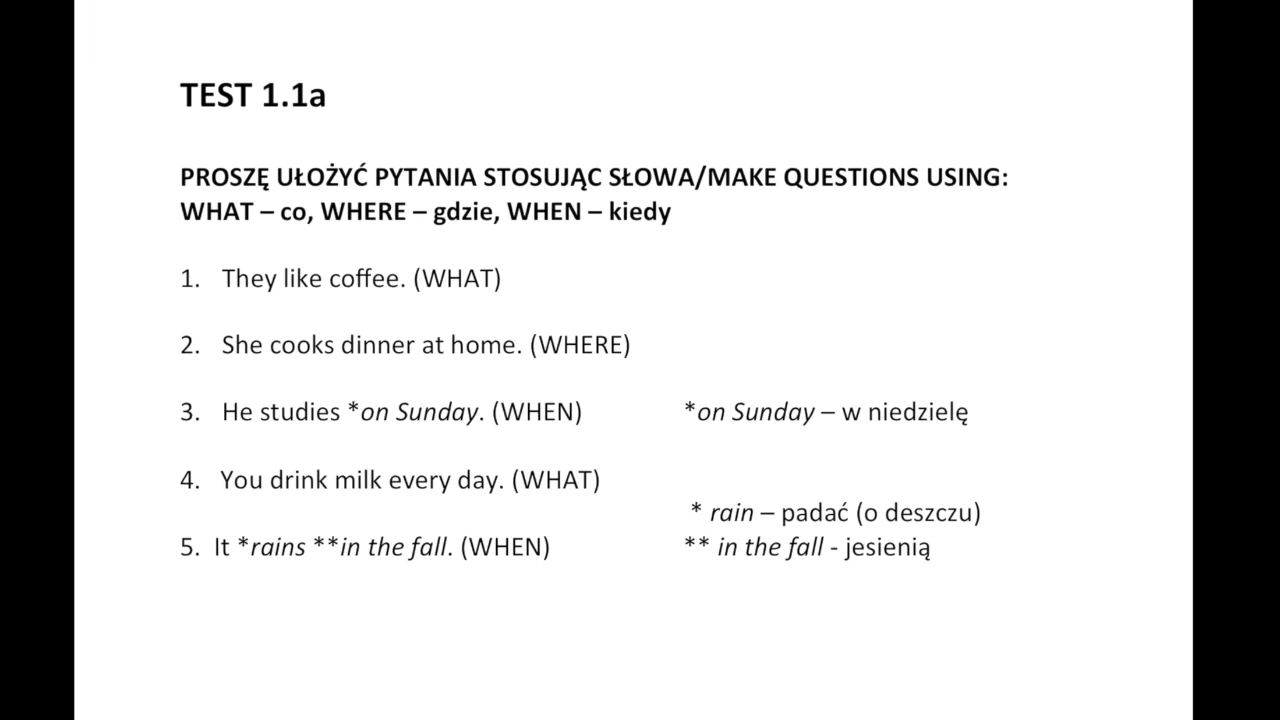 TEST 1.1a
PROSZĘ UŁOŻYĆ PYTANIA STOSUJĄC SŁOWA/MAKE QUESTIONS USING:
WHAT – co, WHERE – gdzie, WHEN – kiedy
1. They like coffee. (WHAT)
2. She cooks dinner at home. (WHERE)
3. He studies *on Sunday. (WHEN) *on Sunday – w niedzielę
4. You drink milk every day. (WHAT)
* rain – padać (o deszczu)
5. It *rains **in the fall. (WHEN) ** in the fall - jesienią